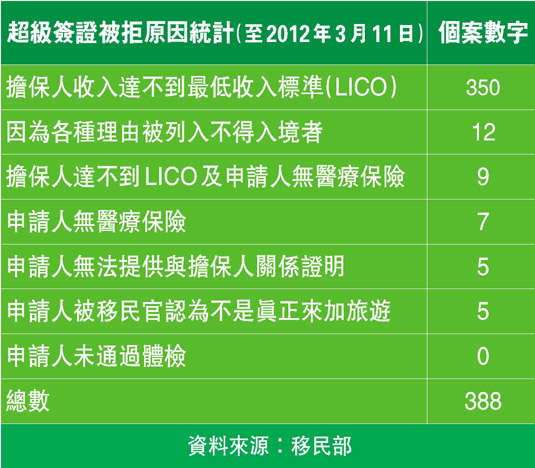 超級簽證被拒原因統計(至2012年3月11日) 個案數字
擔保人收入達不到最低收入標準(LICO) 350
因為各種理由被列入不得入境者 12
擔保人達不到LICO及申請人無醫療保險 9
申請人無醫療保險 7
申請人無法提供與擔保人關係證明 5
申請人被移民官認為不是眞正來加旅遊 5
申請人未通過體檢 0
總數 388
資料來源：移民部